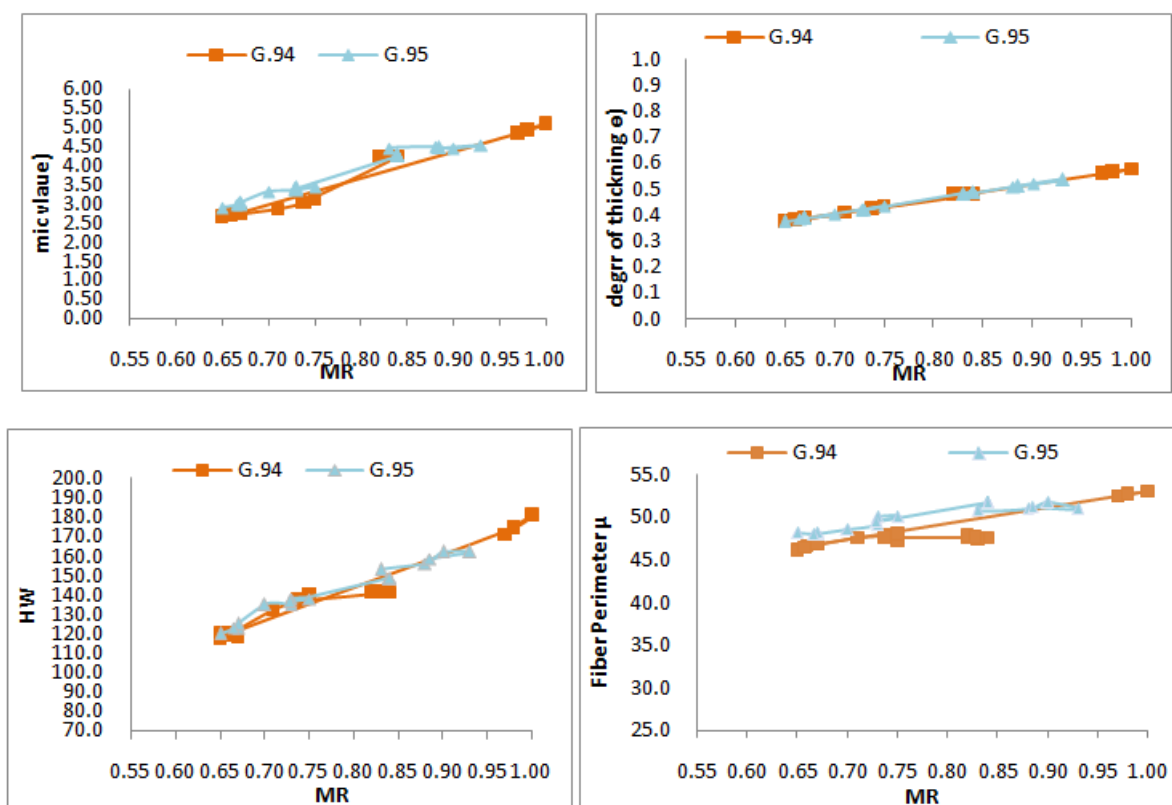 G.94 G.95
6.00
5.50
5.00
4.50
4.00
3.50
3.00
2.50
2.00
1.50
1.00
0.50
0.00
mic vlaue)
0.55 0.60 0.65 0.70 0.75 0.80 0.85 0.90 0.95 1.00
MR
G.94 G.95
1.0
0.9
0.8
0.7
0.6
0.5
0.4
0.3
0.2
0.1
0.0
degrr of thickning ɵ)
0.55 0.60 0.65 0.70 0.75 0.80 0.85 0.90 0.95 1.00
MR
G.94 G.95
200.0
190.0
180.0
170.0
160.0
150.0
140.0
130.0
120.0
110.0
100.0
90.0
80.0
70.0
HW
0.55 0.60 0.65 0.70 0.75 0.80 0.85 0.90 0.95 1.00
MR
G.94 G.95
55.0
50.0
45.0
40.0
35.0
30.0
25.0
Fiber Perimeter µ
0.55 0.60 0.65 0.70 0.75 0.80 0.85 0.90 0.95 1.00
MR